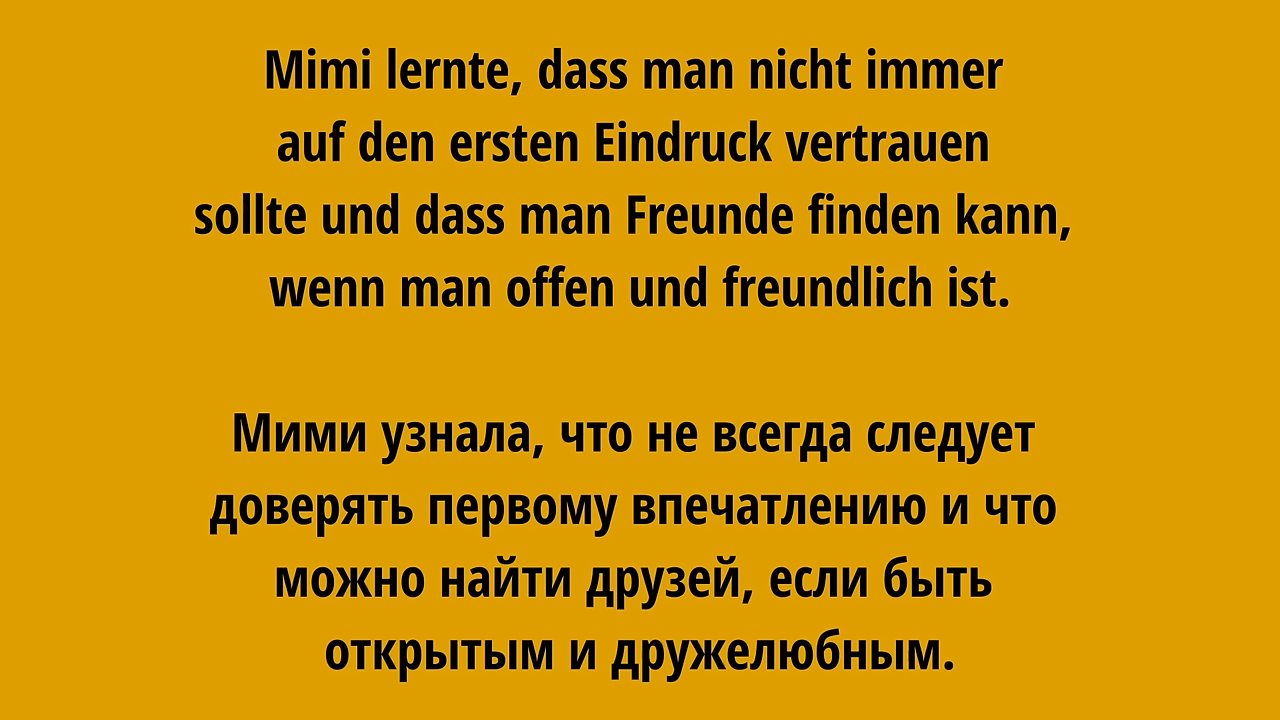 Mimi lernte, dass man nicht immer
auf den ersten Eindruck vertrauen
sollte und dass man Freunde finden kann,
wenn man offen und freundlich ist.
Мими узнала, что не всегда следует
доверять первому впечатлению и что
можно найти друзей, если быть
открытым и дружелюбным.